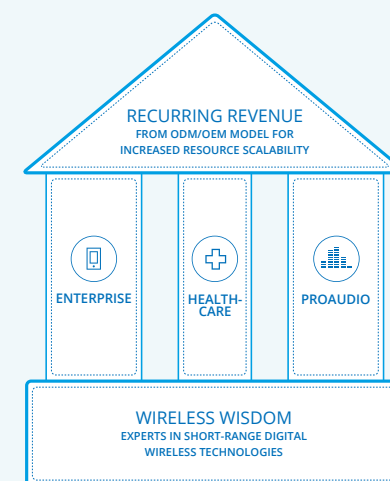 RECURRING REVENUE
FROM ODM/OEM MODEL FOR
INCREASED RESOURCE SCALABILITY
ENTERPRISE
HEALTH-
CARE
PROAUDIO
WIRELESS WISDOM
EXPERTS IN SHORT-RANGE DIGITAL
WIRELESS TECHNOLOGIES